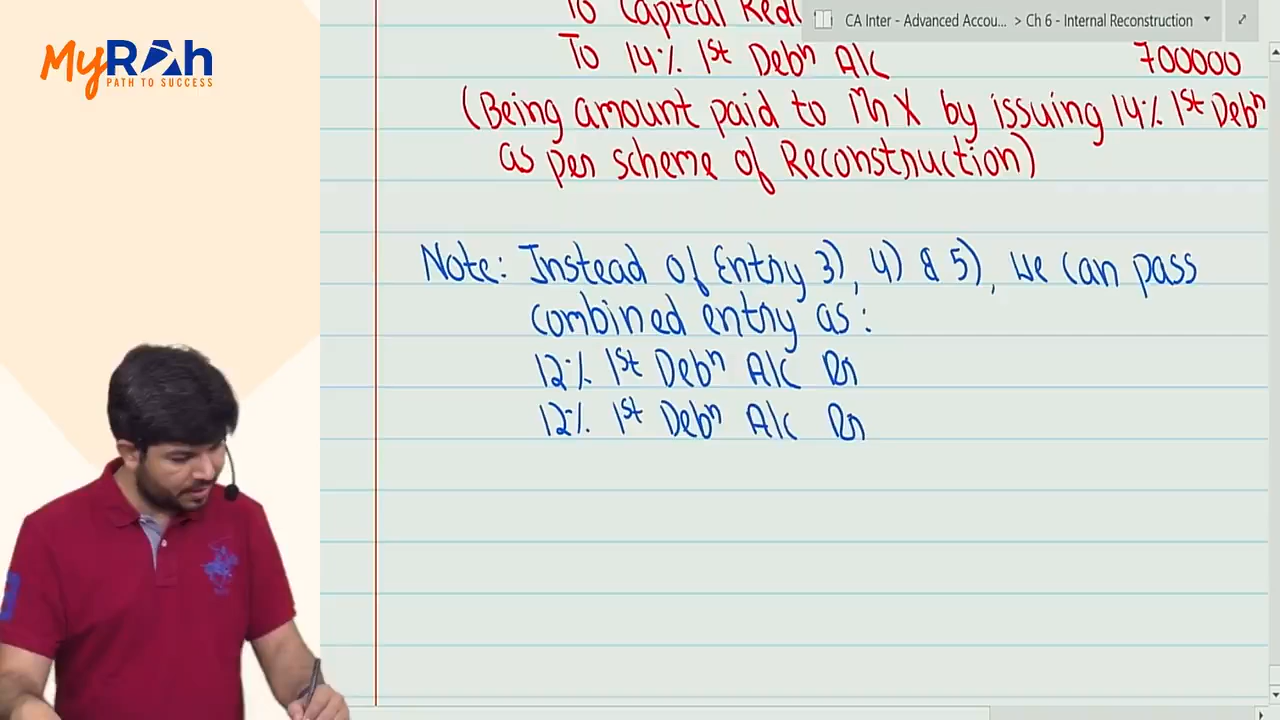 MyRAh
PATH TO SUCCESS
CA Inter - Advanced Accou... > Ch 6 - Internal Reconstruction
To Capital
To 14% 1st Debn A/c 700000
(Being amount paid to Mr X by issuing 14% 1st Debn
as per scheme of Reconstruction)
Note: Instead of Entry 3), 4) & 5), we can pass
combined entry as:
12% 1st Debn A/c Dr
12% 1st Debn A/c Dr